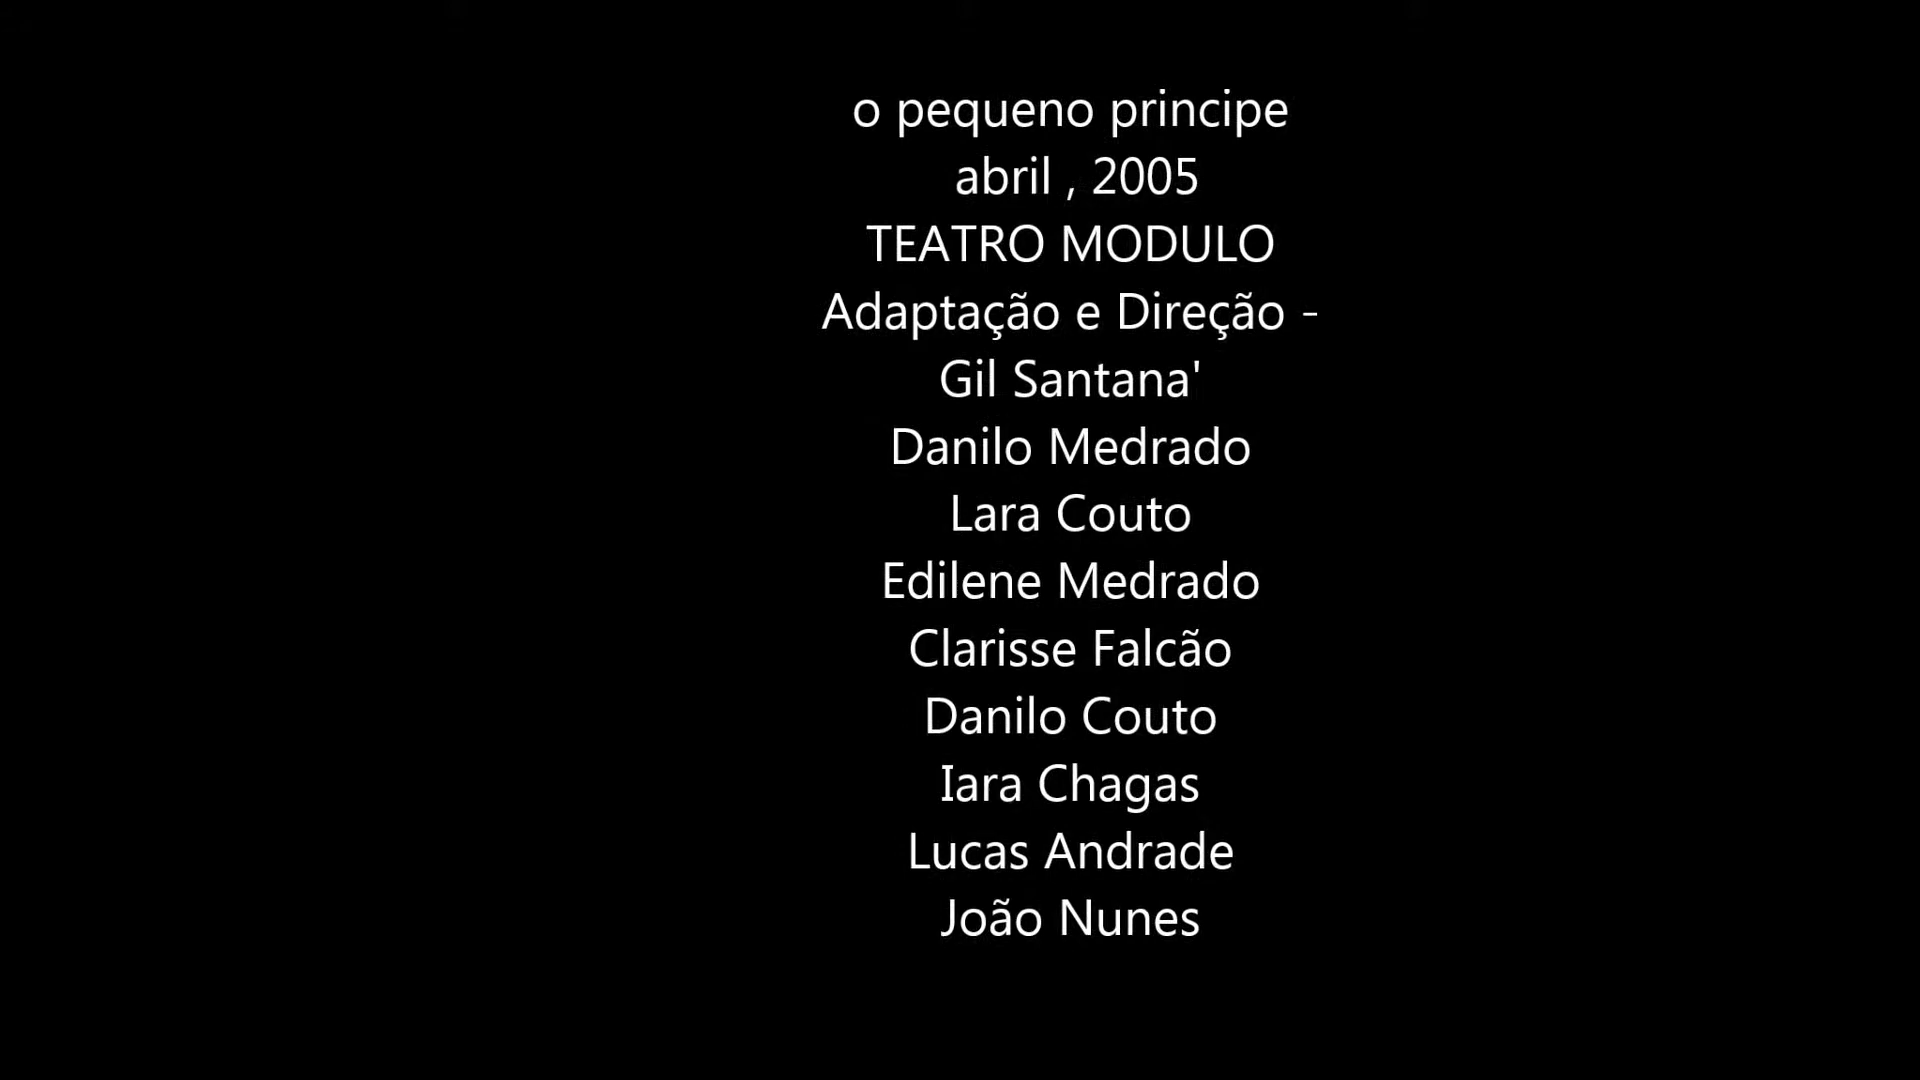 o pequeno principe
abril , 2005
TEATRO MODULO
Adaptação e Direção -
Gil Santana'
Danilo Medrado
Lara Couto
Edilene Medrado
Clarisse Falcão
Danilo Couto
Iara Chagas
Lucas Andrade
João Nunes